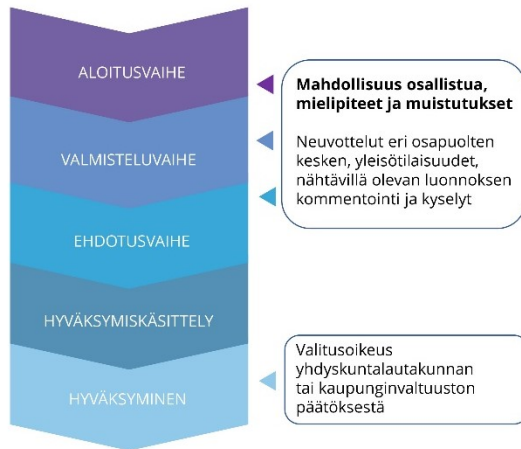 ALOITUSVAIHE
VALMISTELUVAIHE
EHDOTUSVAIHE
HYVÄKSYMISKÄSITTELY
HYVÄKSYMINEN
Mahdollisuus osallistua,
mielipiteet ja muistutukset
Neuvottelut eri osapuolten
kesken, yleisötilaisuudet,
nähtävillä olevan luonnoksen
kommentointi ja kyselyt
Valitusoikeus
yhdyskuntalautakunnan
tai kaupunginvaltuuston
päätöksestä